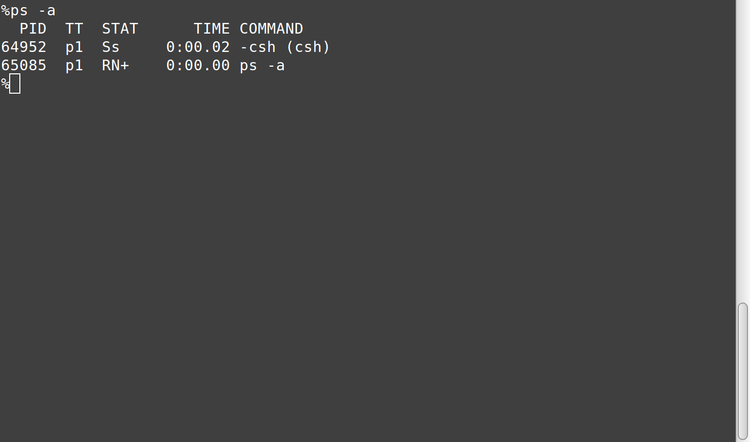 %ps -a
  PID  TT  STAT      TIME COMMAND
64952  p1  Ss     0:00.02 -csh (csh)
65085  p1  RN+    0:00.00 ps -a
%